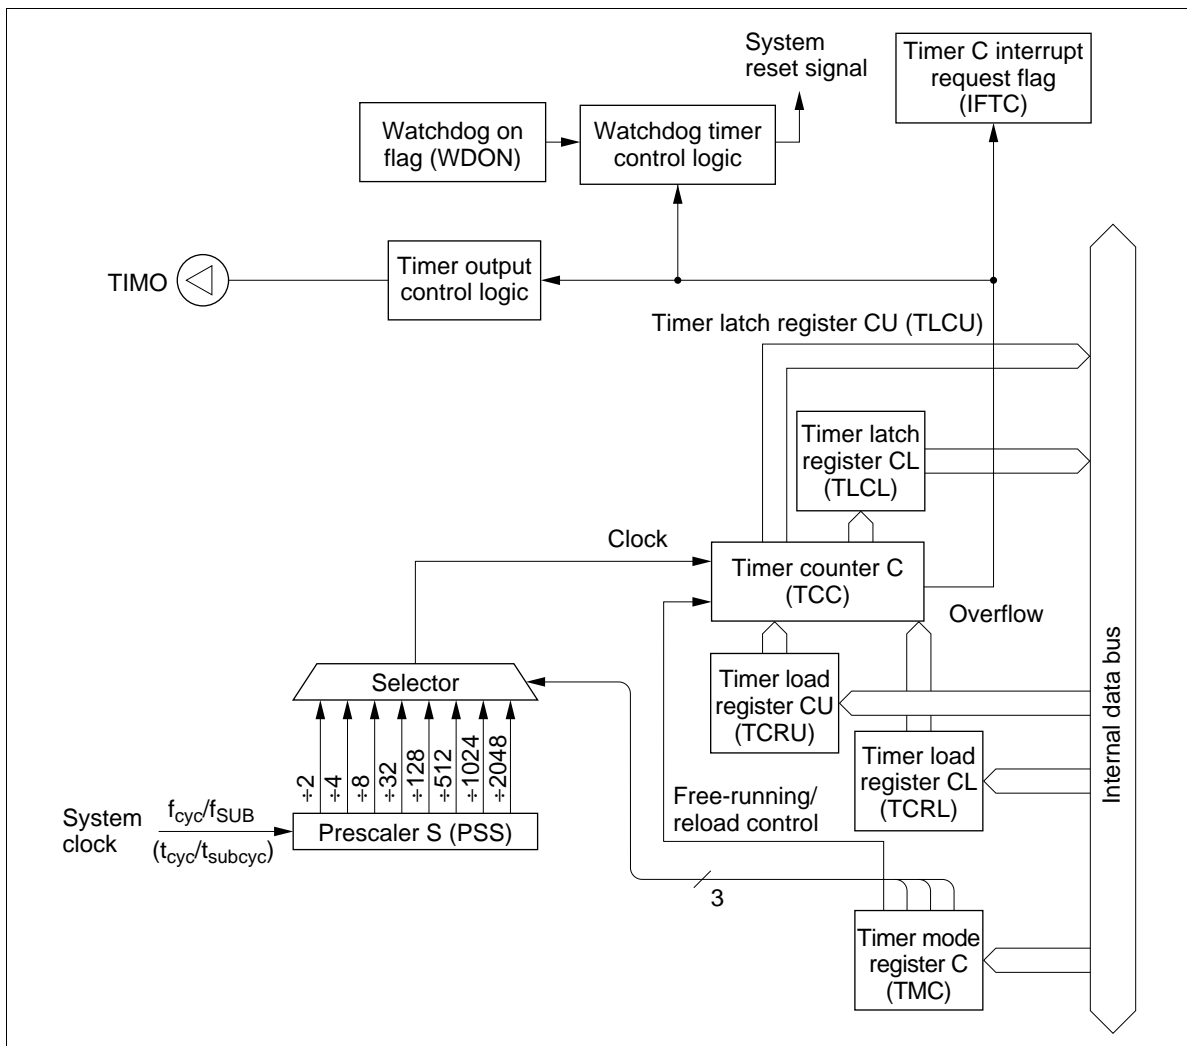 System
reset signal
Timer C interrupt
request flag
(IFTC)
Watchdog on
flag (WDON)
Watchdog timer
control logic
TIMO
Timer output
control logic
Timer latch register CU (TLCU)
Timer latch
register CL
(TLCL)
Clock
Timer counter C
(TCC)
Overflow
Selector
Timer load
register CU
(TCRU)
Internal data bus
÷2
÷4
÷8
÷32
÷128
÷512
÷1024
÷2048
Timer load
register CL
(TCRL)
Free-running/
reload control
System
clock
fcyc/fSUB
(tcyc/tsubcyc)
Prescaler S (PSS)
3
Timer mode
register C
(TMC)